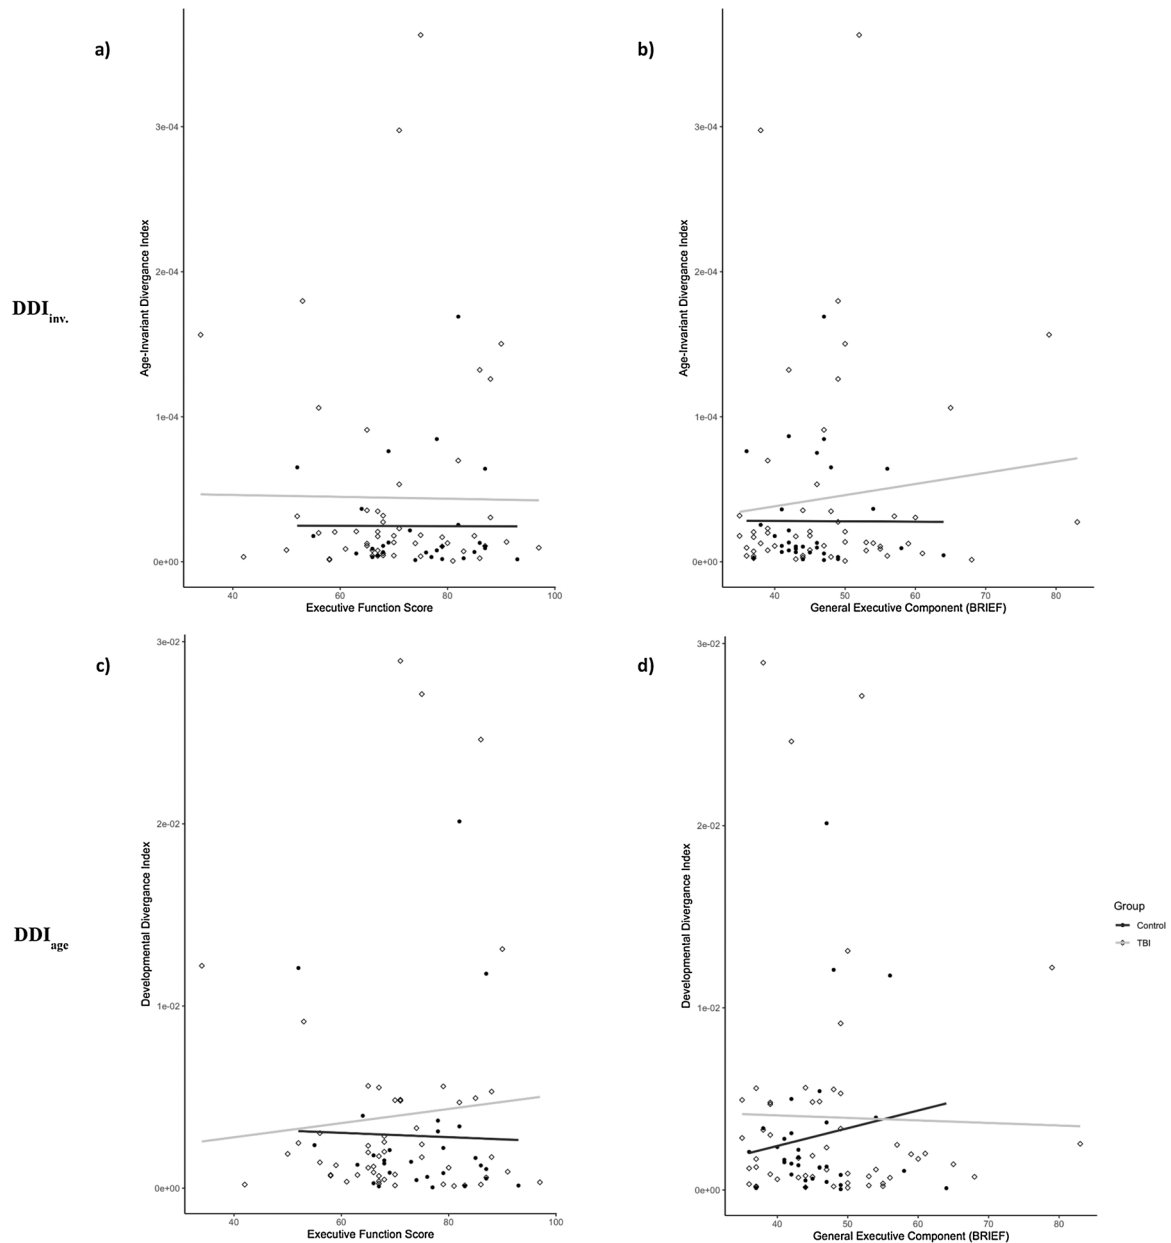 a)
3e-04
2e-04
1e-04
0e+00
Age-Invariant Divergance Index
40 60 80 100
Executive Function Score
b)
3e-04
2e-04
1e-04
0e+00
Age-Invariant Divergance Index
40 50 60 70 80
General Executive Component (BRIEF)
DDI inv.
c)
3e-02
2e-02
1e-02
0e+00
Developmental Divergance Index
40 60 80 100
Executive Function Score
d)
3e-02
2e-02
1e-02
0e+00
Developmental Divergance Index
40 50 60 70 80
General Executive Component (BRIEF)
DDI age
Group
Control
TBI